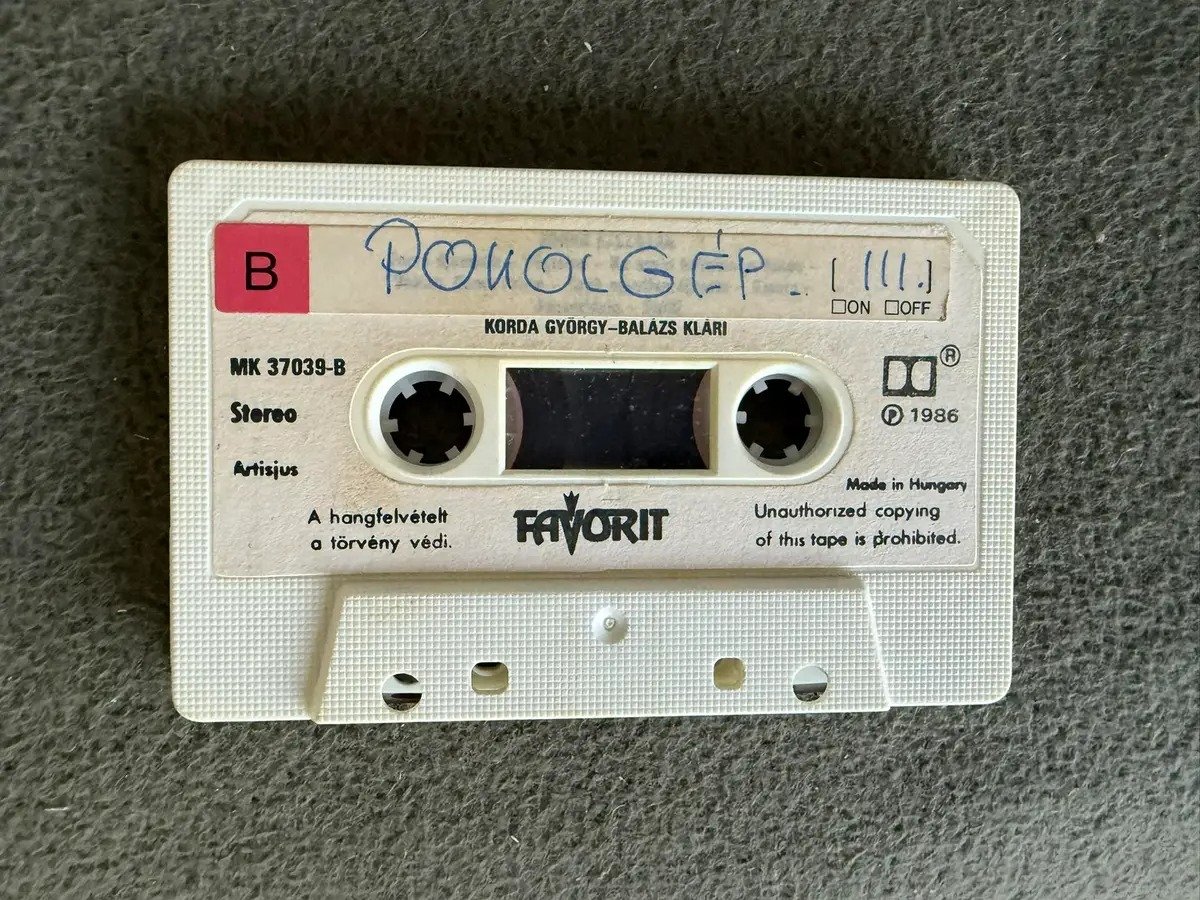 B
POKOLGÉP.
[ III. ]
ON OFF
KORDA GYÖRGY–BALÁZS KLÁRI
MK 37039-B
Stereo
Artisjus
®
Ⓟ 1986
Made in Hungary
A hangfelvételt
a törvény védi.
FAVORIT
Unauthorized copying
of this tape is prohibited.